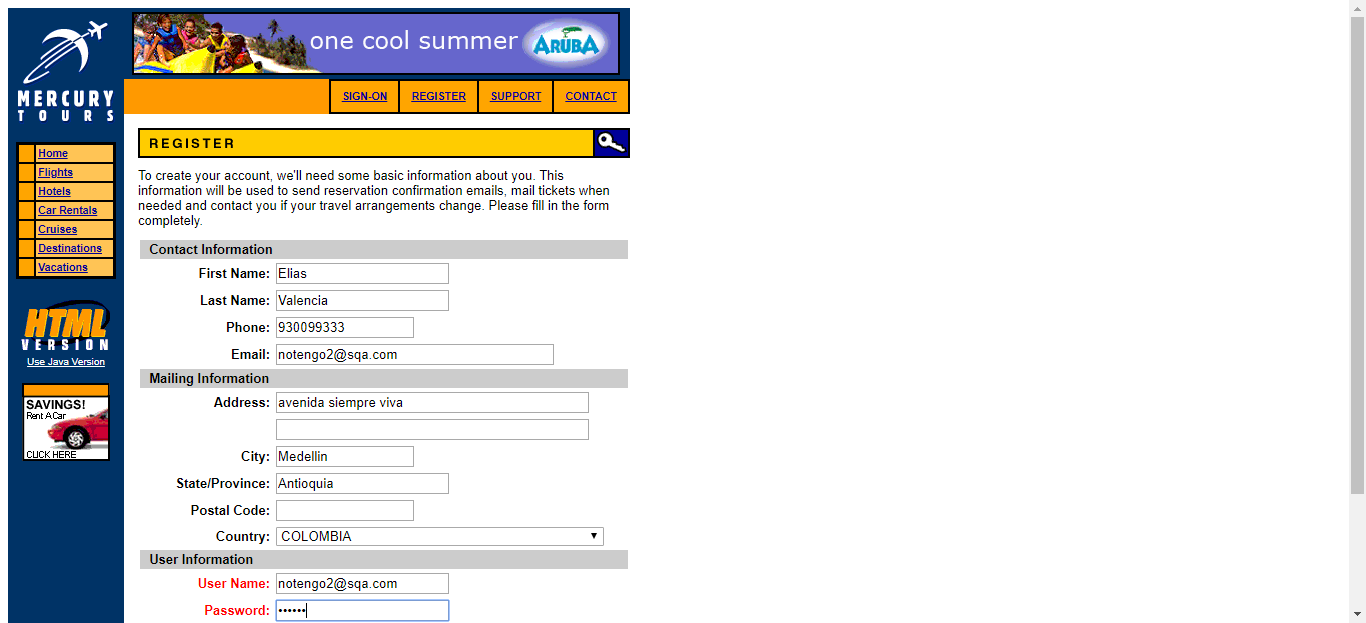 one cool summer ARUBA
MERCURY
TOURS
SIGN-ON REGISTER SUPPORT CONTACT
Home
Flights
Hotels
Car Rentals
Cruises
Destinations
Vacations
HTML
VERSION
Use Java Version
SAVINGS!
Rent A Car
CLICK HERE
REGISTER
To create your account, we'll need some basic information about you. This
information will be used to send reservation confirmation emails, mail tickets when
needed and contact you if your travel arrangements change. Please fill in the form
completely.
Contact Information
First Name: Elias
Last Name: Valencia
Phone: 930099333
Email: notengo2@sqa.com
Mailing Information
Address: avenida siempre viva
City: Medellin
State/Province: Antioquia
Postal Code:
Country: COLOMBIA
User Information
User Name: notengo2@sqa.com
Password: ••••••